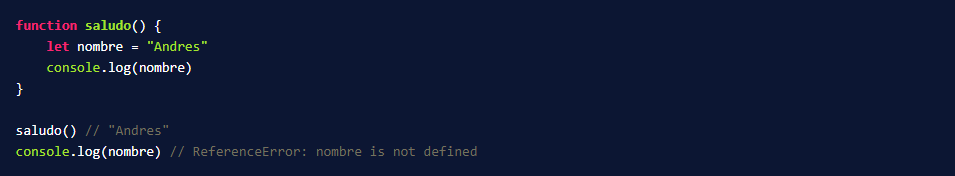 function saludo() {
    let nombre = "Andres"
    console.log(nombre)
}

saludo() // "Andres"
console.log(nombre) // ReferenceError: nombre is not defined